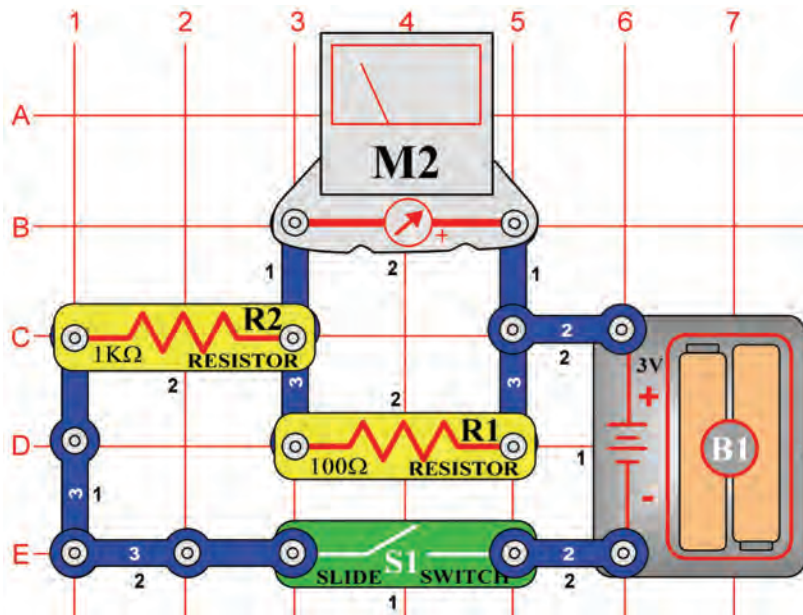 1 2 3 4 5 6 7
A
M2
B
+
1 2 1
R2
C
2
1KΩ RESISTOR
3V
2
3 2 3
+
R1
B1
D
1
100Ω RESISTOR
-
3 1
E
3
S1
2
SLIDE SWITCH
2 1 2